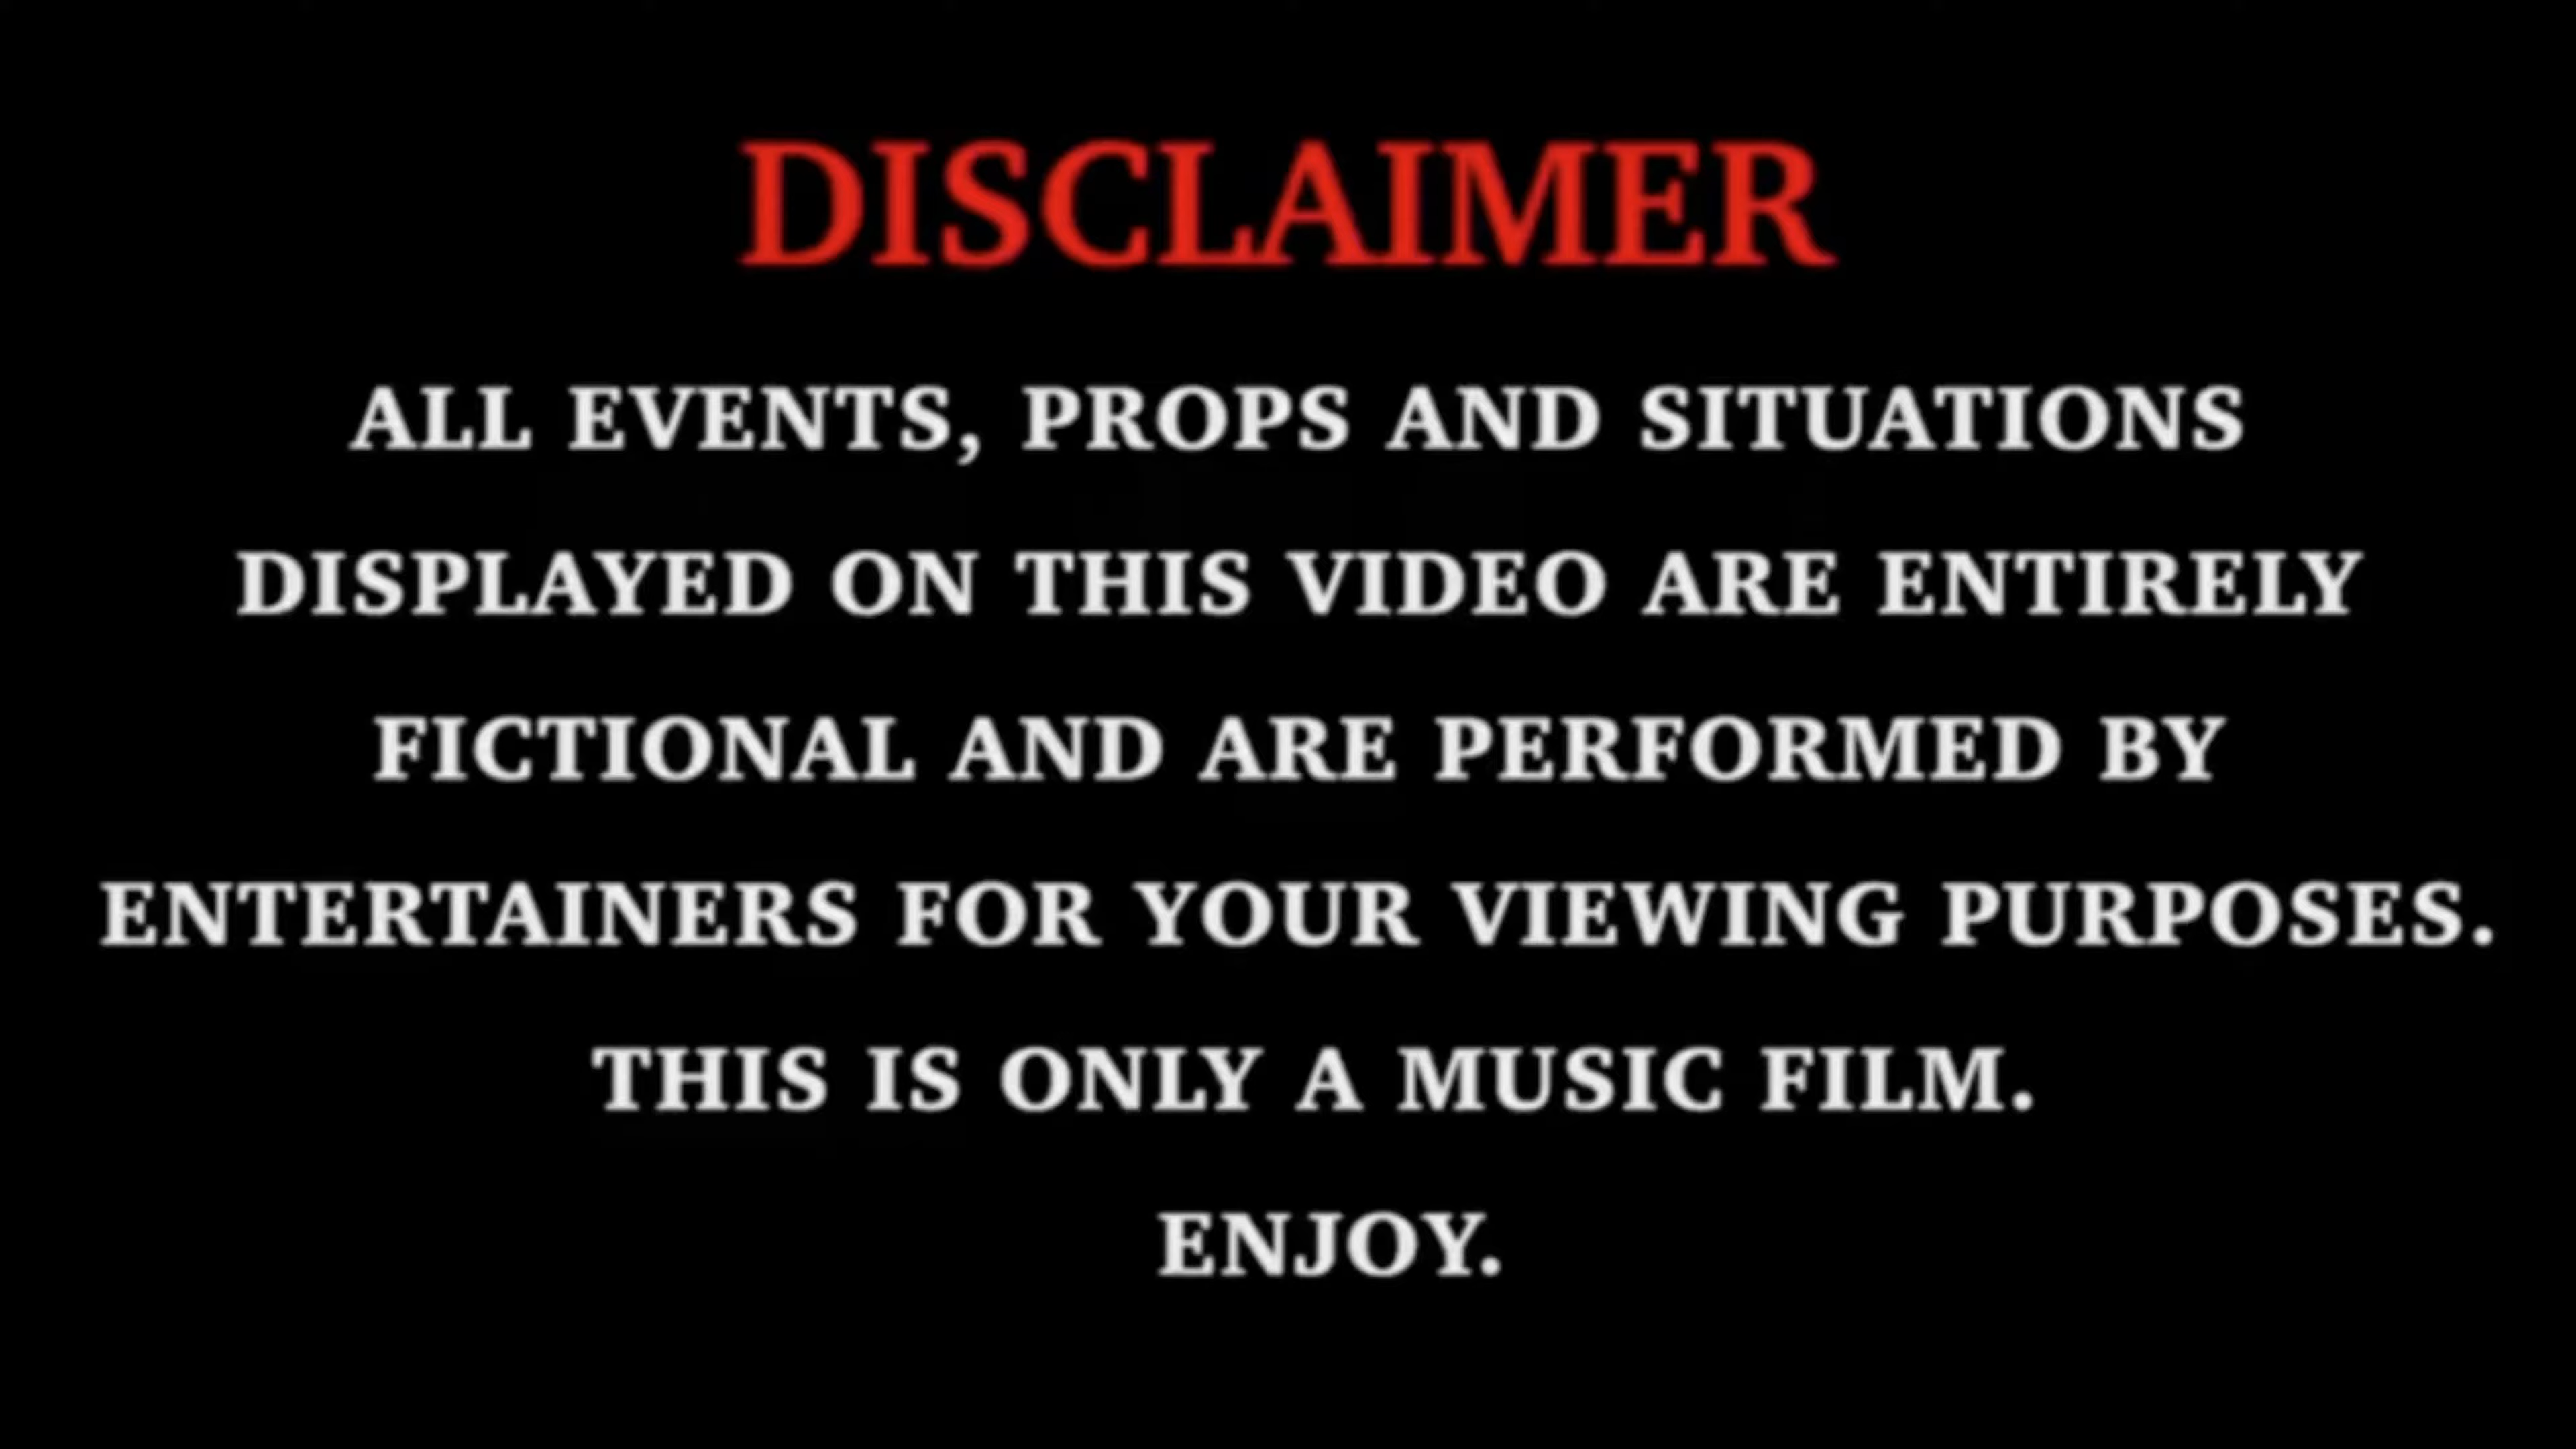 DISCLAIMER
ALL EVENTS, PROPS AND SITUATIONS
DISPLAYED ON THIS VIDEO ARE ENTIRELY
FICTIONAL AND ARE PERFORMED BY
ENTERTAINERS FOR YOUR VIEWING PURPOSES.
THIS IS ONLY A MUSIC FILM.
ENJOY.